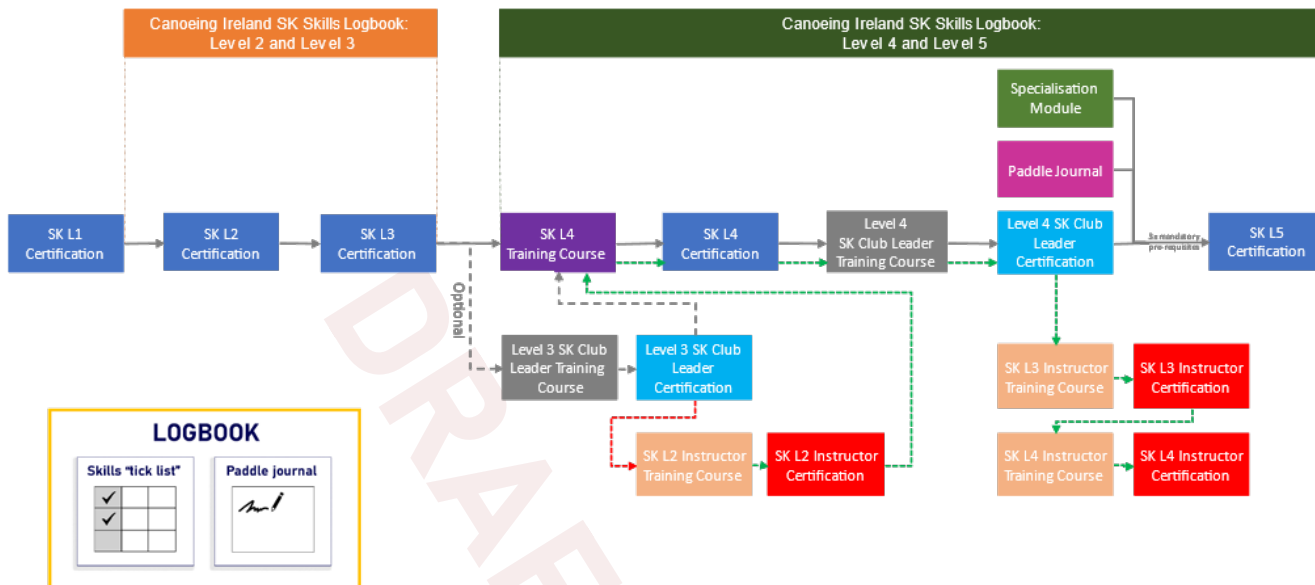 Canoeing Ireland SK Skills Logbook:
Level 2 and Level 3
Canoeing Ireland SK Skills Logbook:
Level 4 and Level 5
Specialisation
Module
Paddle Journal
SK L1
Certification
SK L2
Certification
SK L3
Certification
SK L4
Training Course
SK L4
Certification
Level 4
SK Club Leader
Training Course
Level 4 SK Club
Leader
Certification
3x mandatory
pre-requisites
SK L5
Certification
Optional
Level 3 SK Club
Leader Training
Course
Level 3 SK Club
Leader
Certification
SK L3 Instructor
Training Course
SK L3 Instructor
Certification
SK L2 Instructor
Training Course
SK L2 Instructor
Certification
SK L4 Instructor
Training Course
SK L4 Instructor
Certification
LOGBOOK
Skills "tick list"
Paddle journal
DRAF